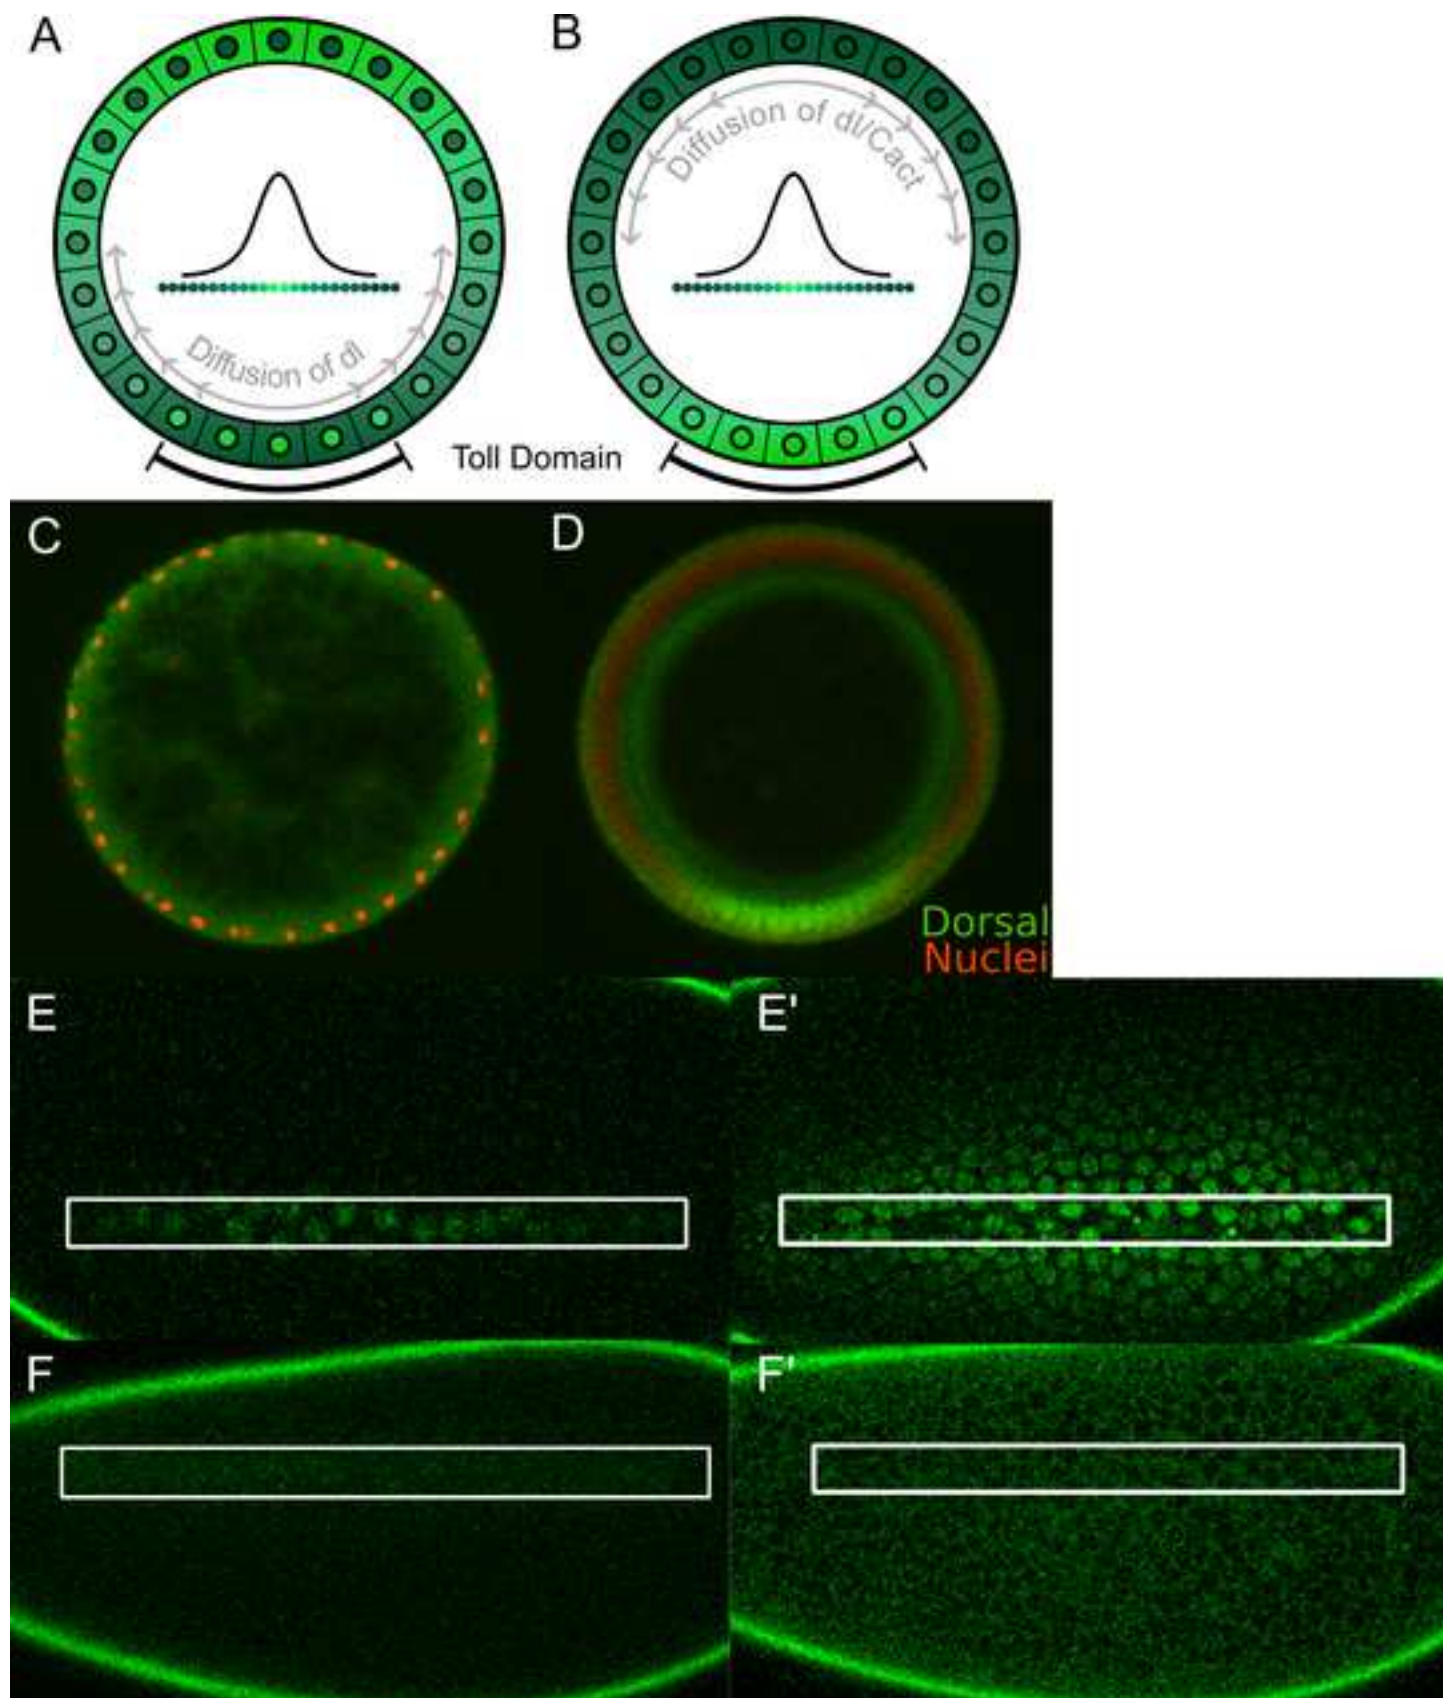 A
B
Diffusion of dl
Diffusion of dl/Cact
Toll Domain
C
D
Dorsal
Nuclei
E
E'
F
F'